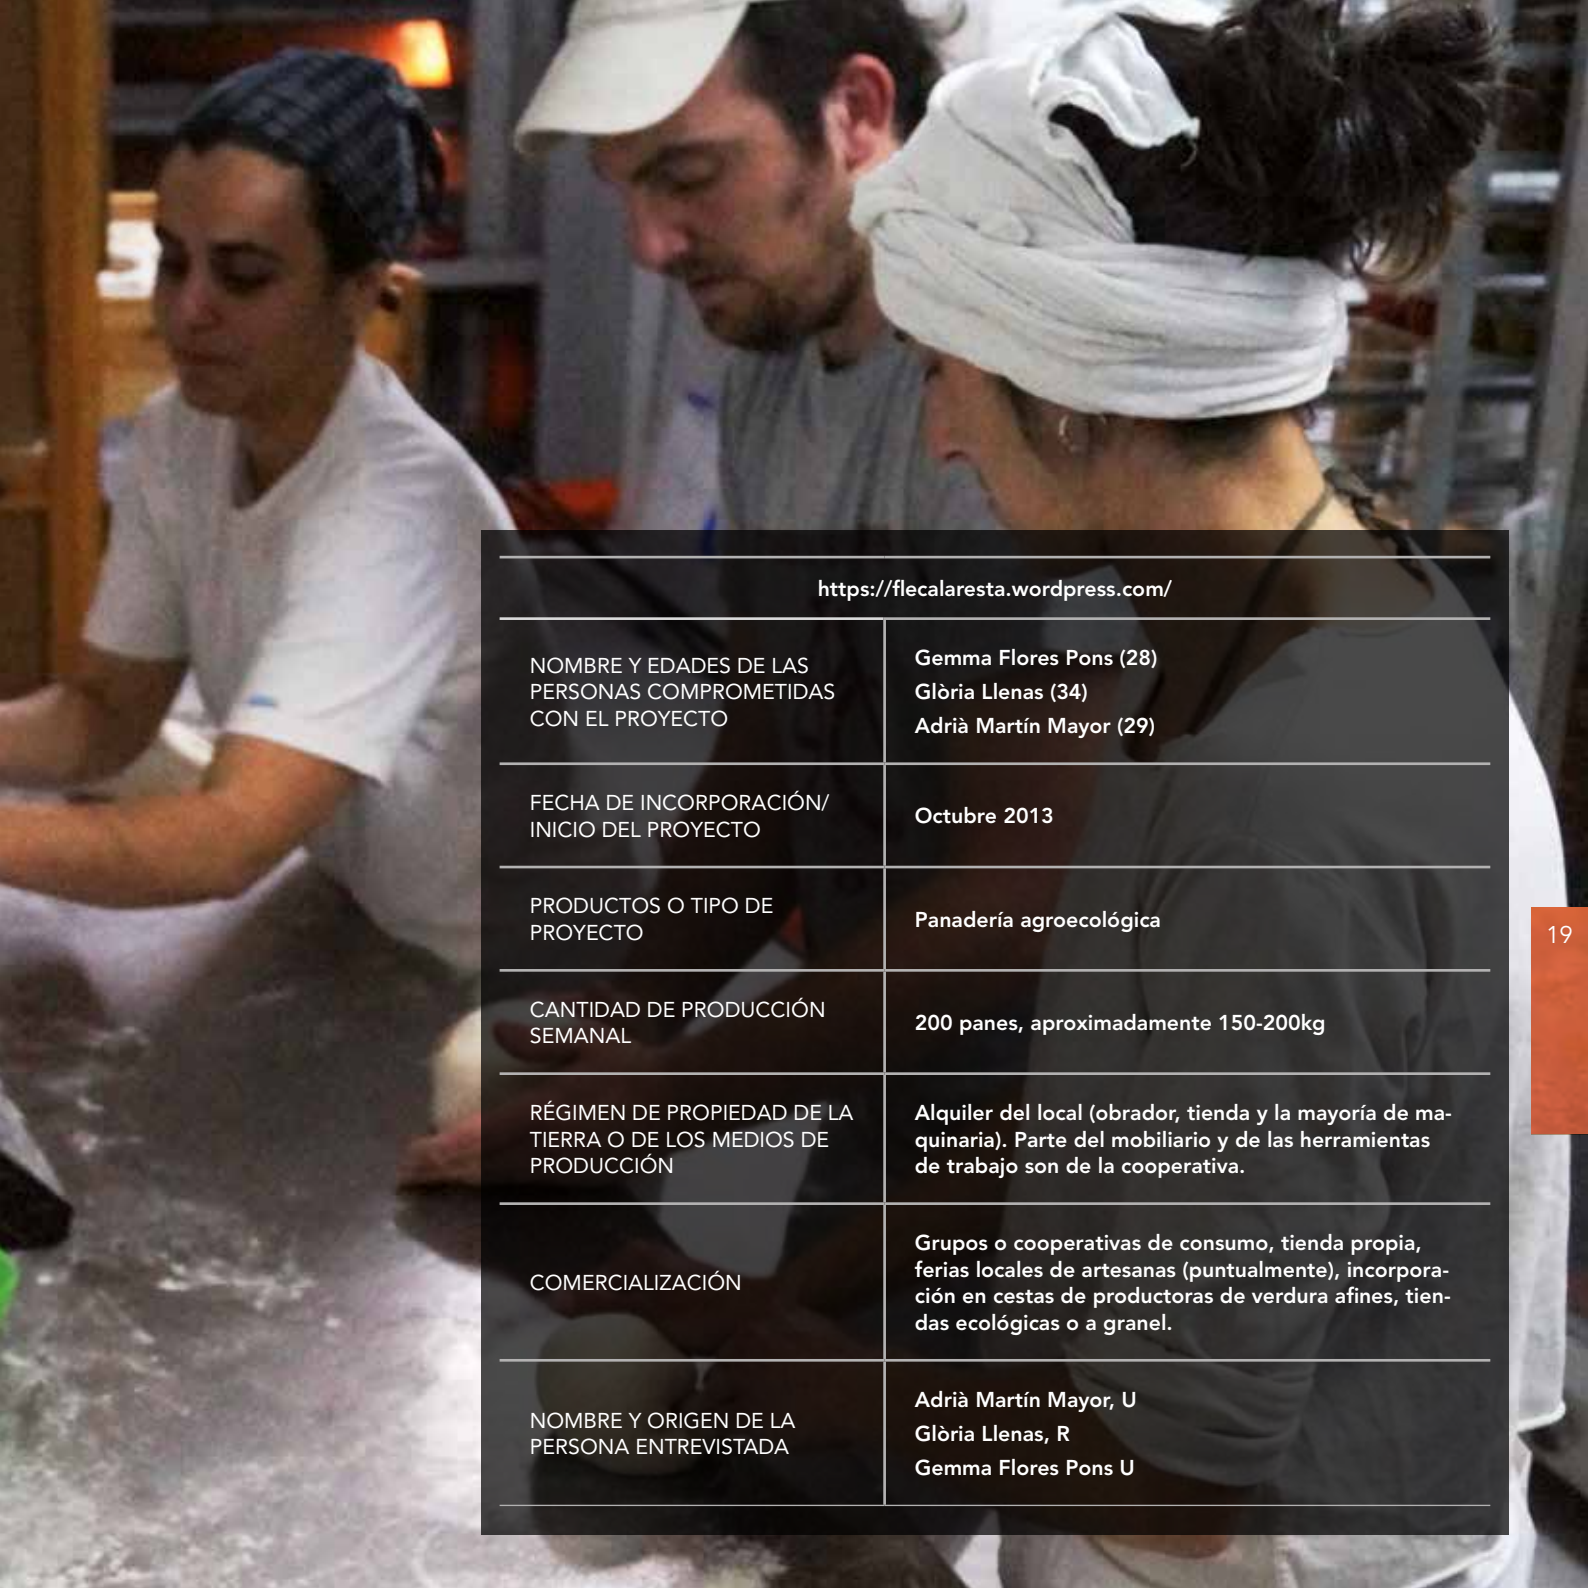 https://flecalaresta.wordpress.com/
NOMBRE Y EDADES DE LAS
PERSONAS COMPROMETIDAS
CON EL PROYECTO
Gemma Flores Pons (28)
Glòria Llenas (34)
Adrià Martín Mayor (29)
FECHA DE INCORPORACIÓN/
INICIO DEL PROYECTO
Octubre 2013
PRODUCTOS O TIPO DE
PROYECTO
Panadería agroecológica
19
CANTIDAD DE PRODUCCIÓN
SEMANAL
200 panes, aproximadamente 150-200kg
RÉGIMEN DE PROPIEDAD DE LA
TIERRA O DE LOS MEDIOS DE
PRODUCCIÓN
Alquiler del local (obrador, tienda y la mayoría de ma-
quinaria). Parte del mobiliario y de las herramientas
de trabajo son de la cooperativa.
COMERCIALIZACIÓN
Grupos o cooperativas de consumo, tienda propia,
ferias locales de artesanas (puntualmente), incorpora-
ción en cestas de productoras de verdura afines, tien-
das ecológicas o a granel.
NOMBRE Y ORIGEN DE LA
PERSONA ENTREVISTADA
Adrià Martín Mayor, U
Glòria Llenas, R
Gemma Flores Pons U